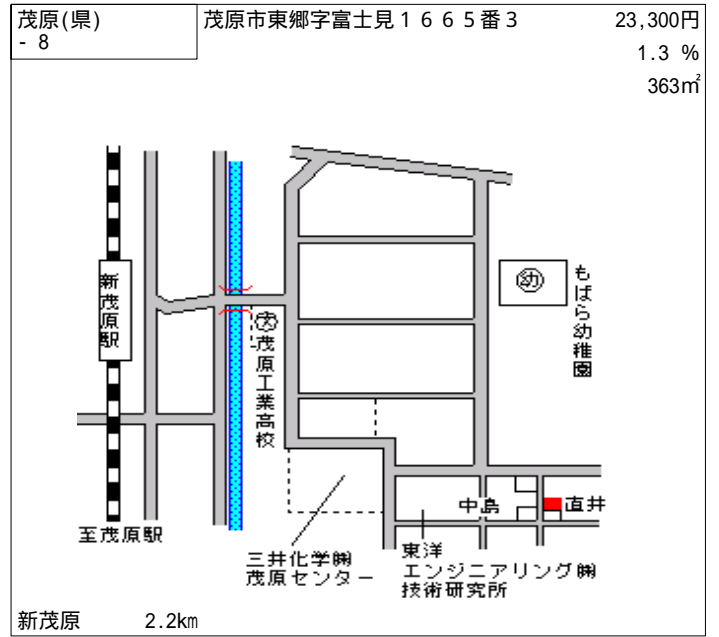 茂原(県)
- 8
茂原市東郷字富士見１６６５番３
23,300円
1.3 %
363㎡
新茂原駅
幼
もばら幼稚園
茂原工業高校
中島
直井
至茂原駅
三井化学㈱
茂原センター
東洋
エンジニアリング㈱
技術研究所
新茂原 2.2km